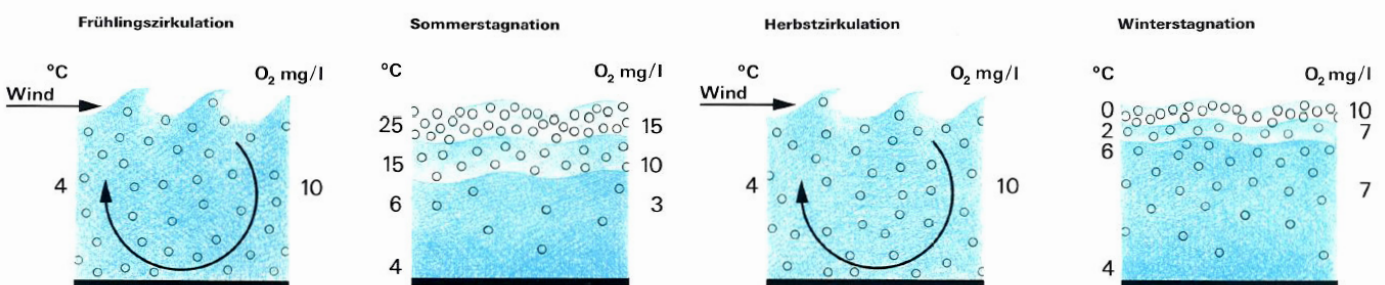 Frühlingszirkulation
°C
O₂ mg/l
Wind
4
10
Sommerstagnation
°C
O₂ mg/l
25
15
15
10
6
3
4
Herbstzirkulation
°C
O₂ mg/l
Wind
4
10
Winterstagnation
°C
O₂ mg/l
0
10
2
7
6
7
4